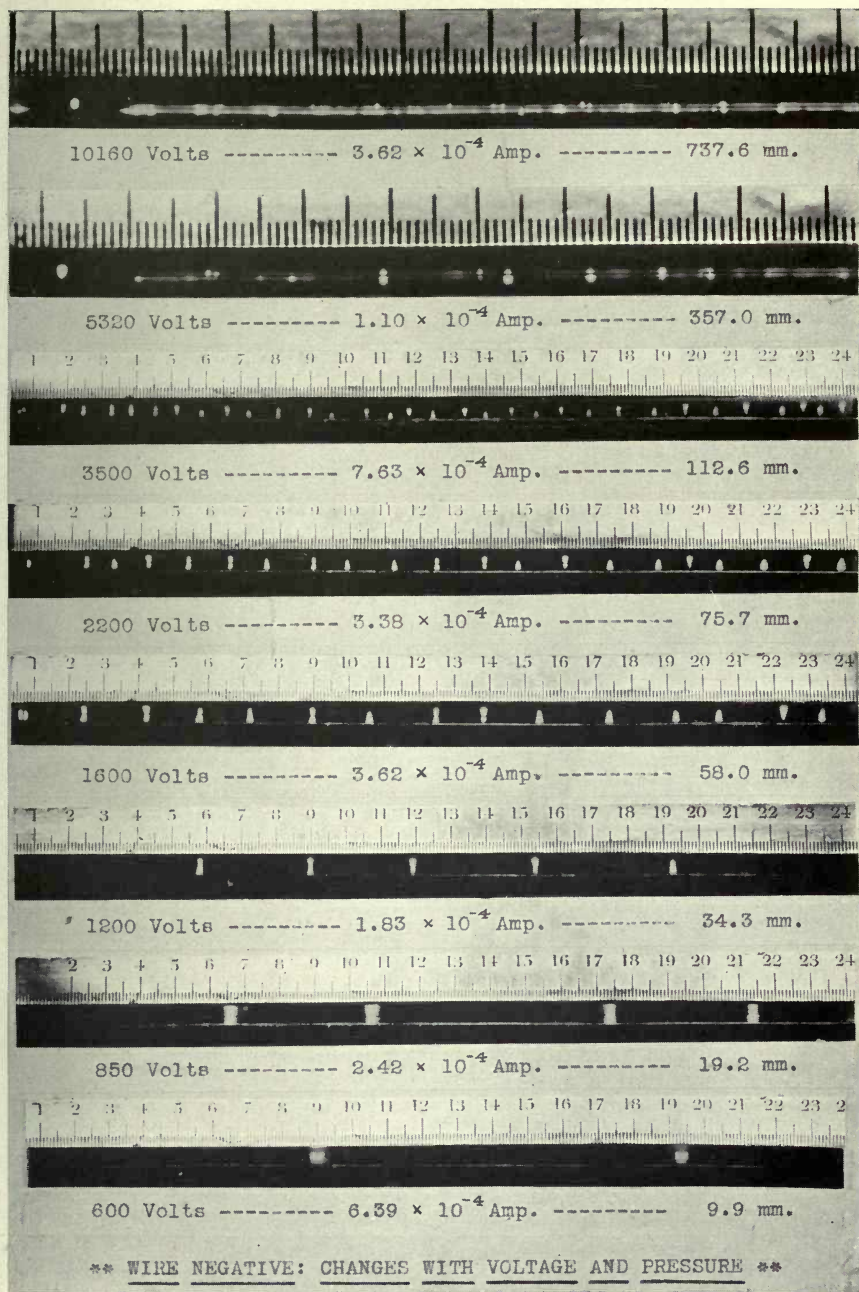 10160 Volts --------- 3.62 × 10⁻⁴ Amp. --------- 737.6 mm.
5320 Volts --------- 1.10 × 10⁻⁴ Amp. --------- 357.0 mm.
1 2 3 4 5 6 7 8 9 10 11 12 13 14 15 16 17 18 19 20 21 22 23 24
3500 Volts --------- 7.63 × 10⁻⁴ Amp. --------- 112.6 mm.
1 2 3 4 5 6 7 8 9 10 11 12 13 14 15 16 17 18 19 20 21 22 23 24
2200 Volts --------- 3.38 × 10⁻⁴ Amp. --------- 75.7 mm.
1 2 3 4 5 6 7 8 9 10 11 12 13 14 15 16 17 18 19 20 21 22 23 24
1600 Volts --------- 3.62 × 10⁻⁴ Amp. --------- 58.0 mm.
1 2 3 4 5 6 7 8 9 10 11 12 13 14 15 16 17 18 19 20 21 22 23 24
1200 Volts --------- 1.83 × 10⁻⁴ Amp. --------- 34.3 mm.
2 3 4 5 6 7 8 9 10 11 12 13 14 15 16 17 18 19 20 21 22 23 24
850 Volts --------- 2.42 × 10⁻⁴ Amp. --------- 19.2 mm.
1 2 3 4 5 6 7 8 9 10 11 12 13 14 15 16 17 18 19 20 21 22 23 2
600 Volts --------- 6.39 × 10⁻⁴ Amp. --------- 9.9 mm.
** WIRE NEGATIVE: CHANGES WITH VOLTAGE AND PRESSURE **